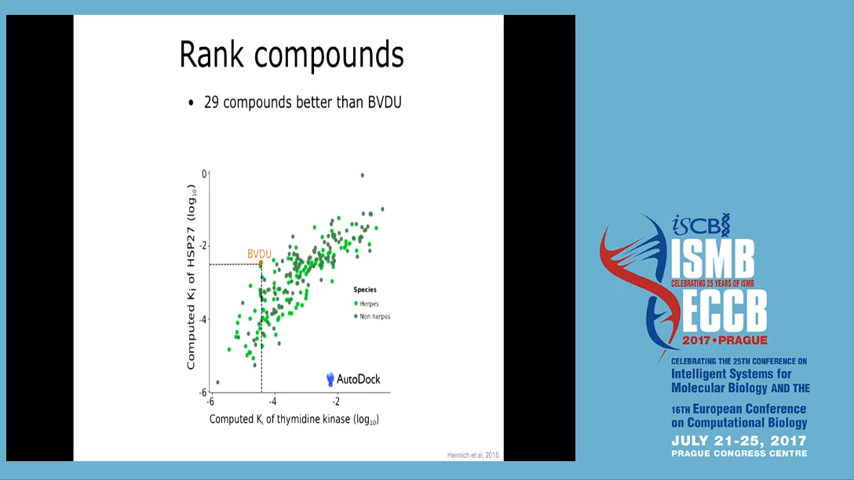 Rank compounds
• 29 compounds better than BVDU
0
-2
-4
-6
Computed Ki of HSP27 (log10)
BVDU
Species
Herpes
Non herpes
AutoDock
-6
-4
-2
Computed Ki of thymidine kinase (log10)
Heinrich et al, 2016
iSCB
ISMB
CELEBRATING 25 YEARS OF ISMB
ECCB
2017 • PRAGUE
CELEBRATING THE 25TH CONFERENCE ON
Intelligent Systems for
Molecular Biology AND THE
16TH European Conference
on Computational Biology
JULY 21-25, 2017
PRAGUE CONGRESS CENTRE